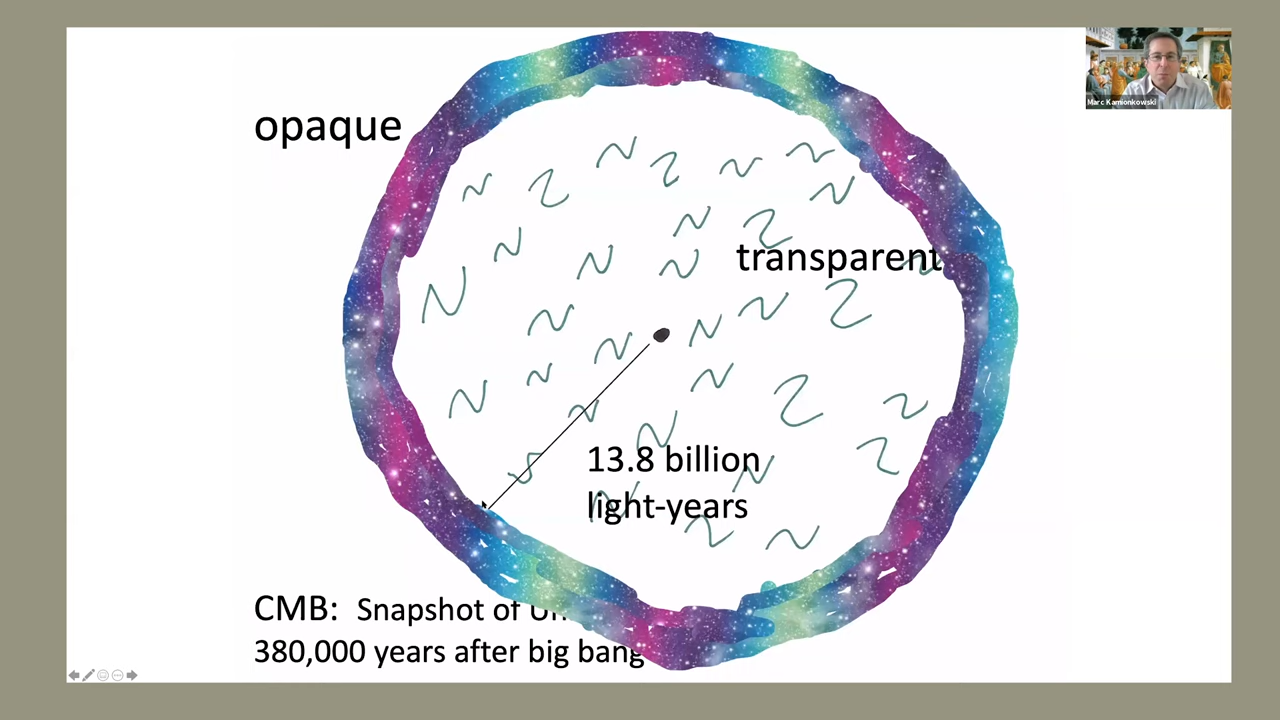 opaque
Marc Kamionkowski
transparent
13.8 billion
light-years
CMB: Snapshot of
380,000 years after big bang